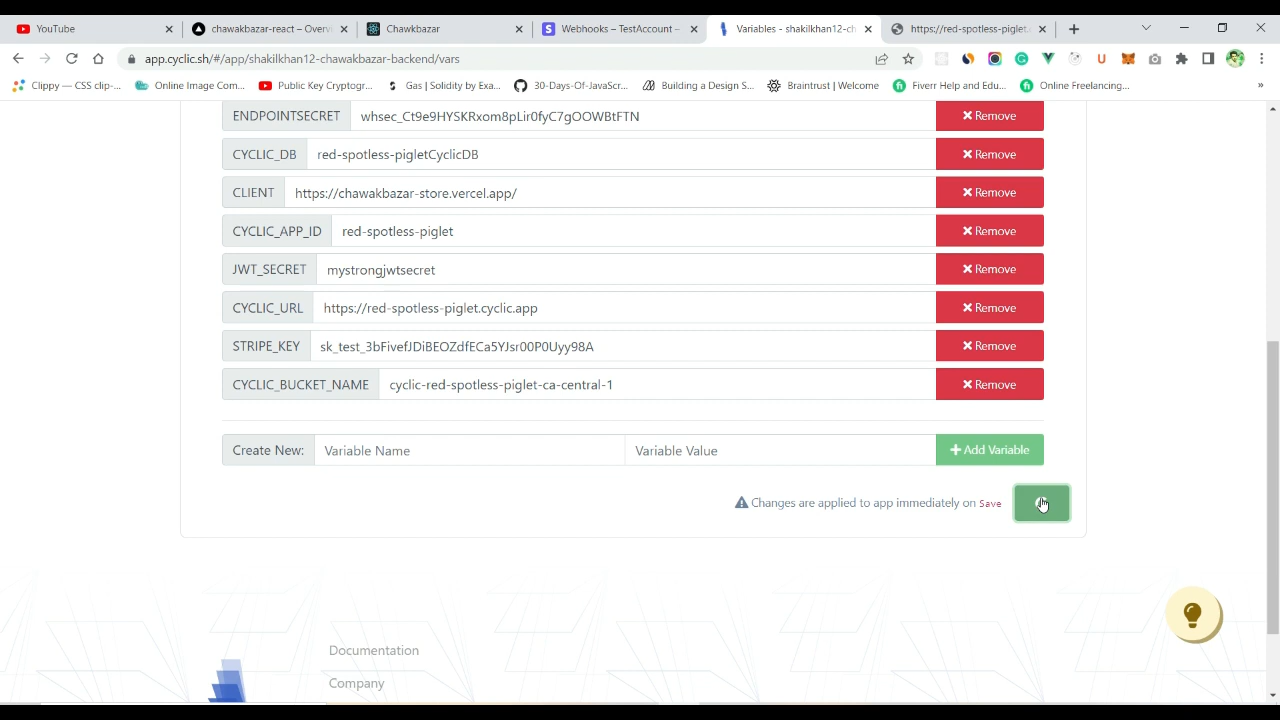 YouTube
chawakbazar-react – Overvi
Chawkbazar
Webhooks – TestAccount –
Variables - shakilkhan12-ch
https://red-spotless-piglet.c
app.cyclic.sh/#/app/shakilkhan12-chawakbazar-backend/vars
Clippy — CSS clip-...
Online Image Com...
Public Key Cryptogr...
Gas | Solidity by Exa...
30-Days-Of-JavaScr...
Building a Design S...
Braintrust | Welcome
Fiverr Help and Edu...
Online Freelancing...
»
ENDPOINTSECRET whsec_Ct9e9HYSKRxom8pLir0fyC7gOOWBtFTN Remove
CYCLIC_DB red-spotless-pigletCyclicDB Remove
CLIENT https://chawakbazar-store.vercel.app/ Remove
CYCLIC_APP_ID red-spotless-piglet Remove
JWT_SECRET mystrongjwtsecret Remove
CYCLIC_URL https://red-spotless-piglet.cyclic.app Remove
STRIPE_KEY sk_test_3bFivefJDiBEOZdfECa5YJsr00P0Uyy98A Remove
CYCLIC_BUCKET_NAME cyclic-red-spotless-piglet-ca-central-1 Remove
Create New: Variable Name Variable Value Add Variable
Changes are applied to app immediately on Save
Documentation
Company